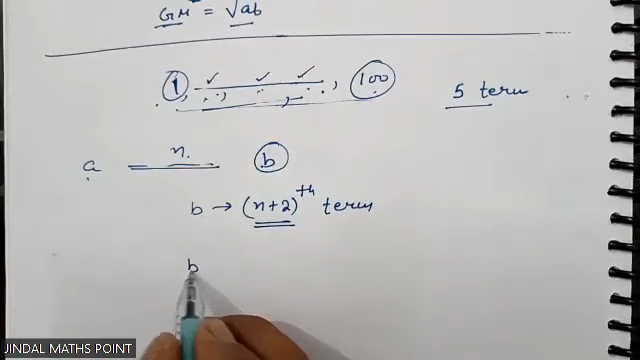 GM = √ab
1, , 100
5 term
a n. b
b → (n+2)th term
b
JINDAL MATHS POINT